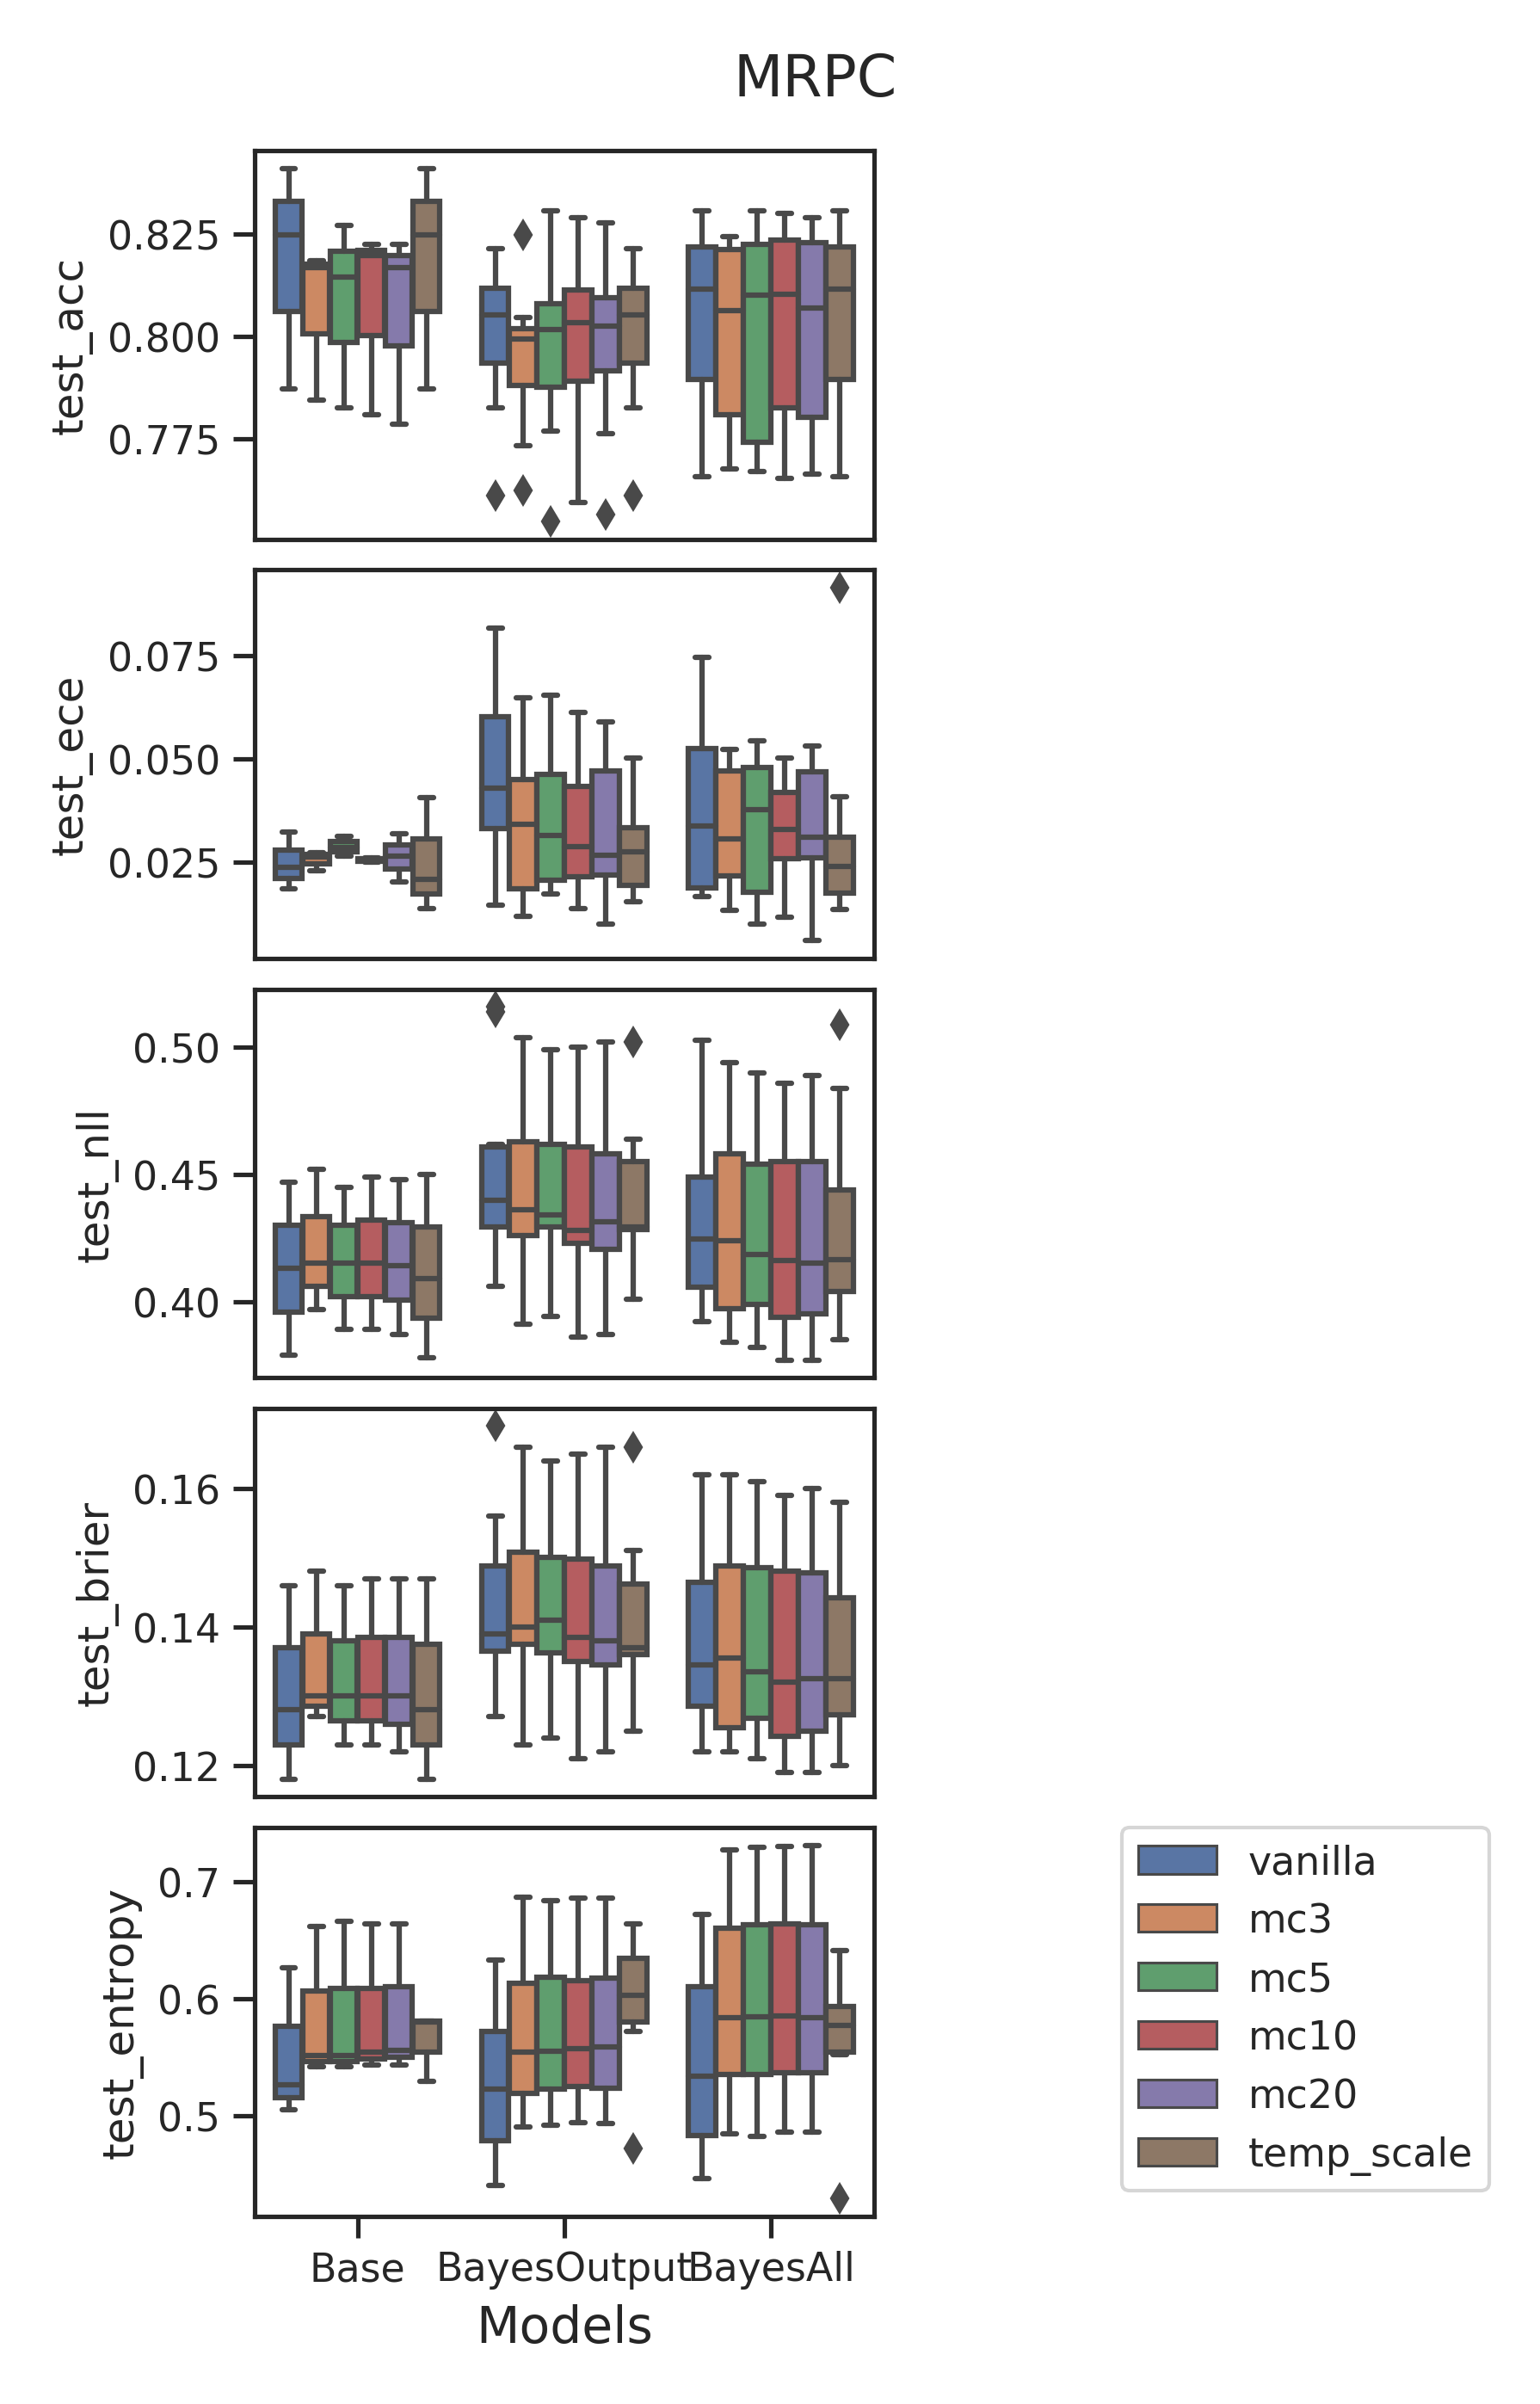 MRPC
0.825
0.800
0.775
test_acc
0.075
0.050
0.025
test_ece
0.50
0.45
0.40
test_nll
0.16
0.14
0.12
test_brier
0.7
0.6
0.5
test_entropy
Base
BayesOutput
BayesAll
Models
vanilla
mc3
mc5
mc10
mc20
temp_scale